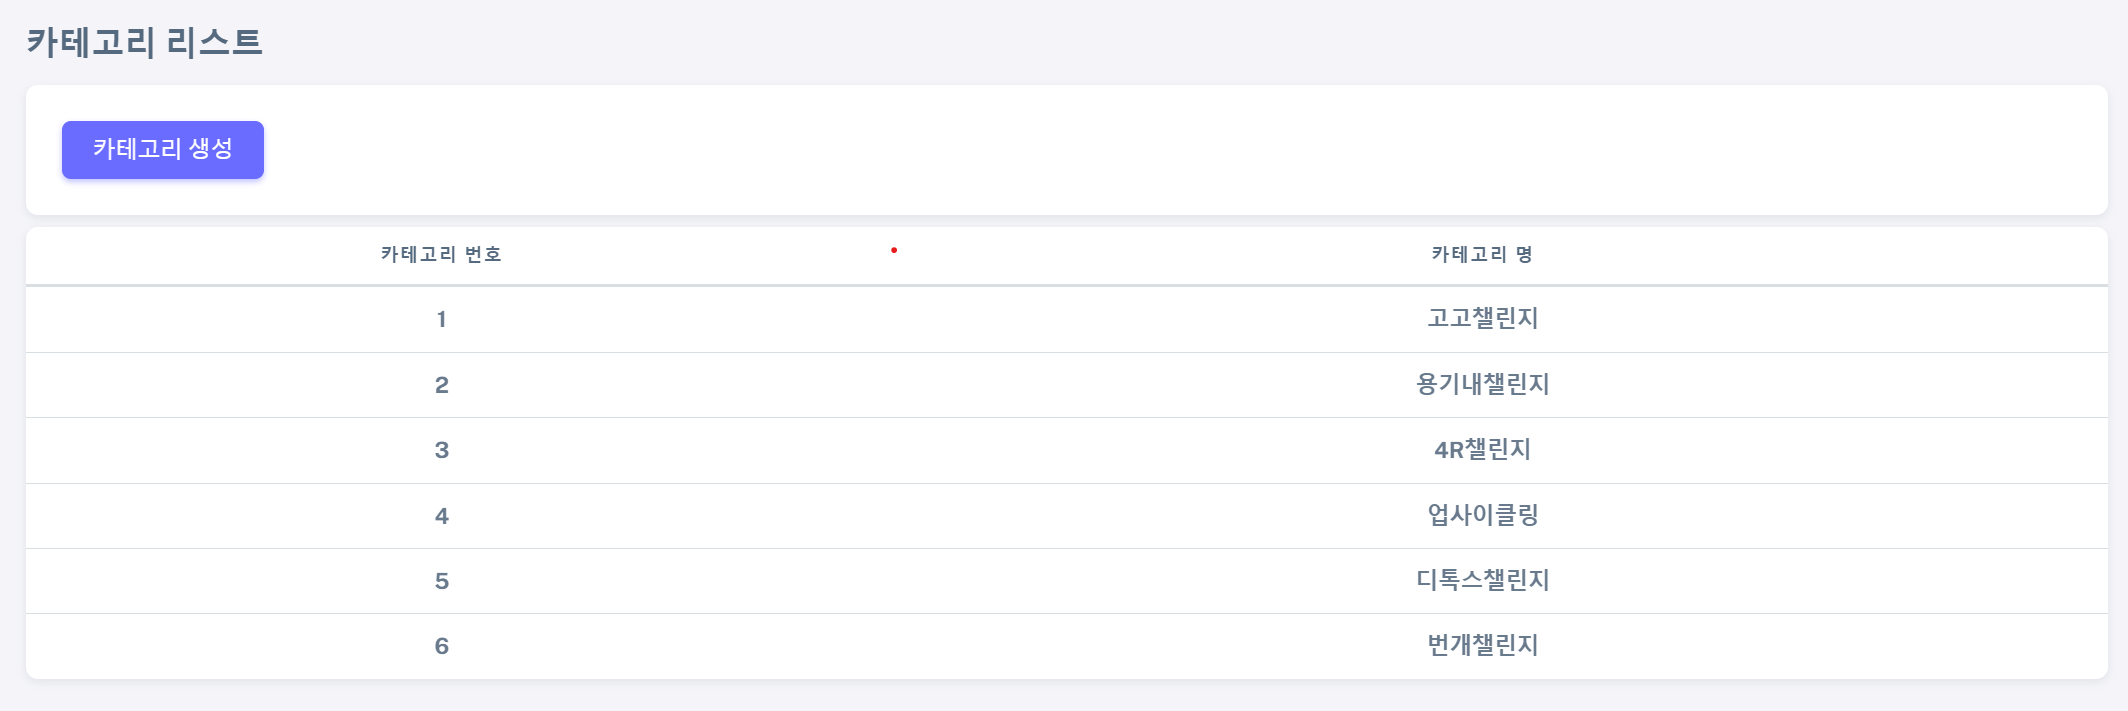 카테고리 리스트
카테고리 생성
카테고리 번호 카테고리 명
1 고고챌린지
2 용기내챌린지
3 4R챌린지
4 업사이클링
5 디톡스챌린지
6 번개챌린지